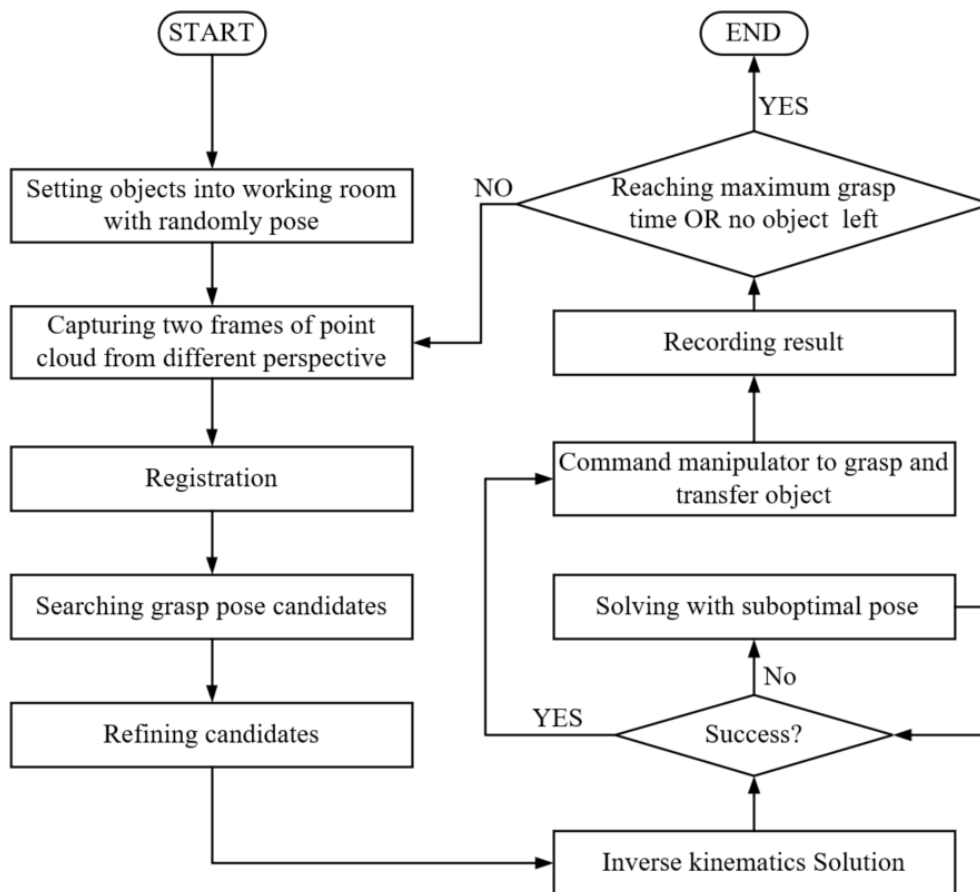 START
Setting objects into working room
with randomly pose
Capturing two frames of point
cloud from different perspective
Registration
Searching grasp pose candidates
Refining candidates
END
YES
NO
Reaching maximum grasp
time OR no object left
Recording result
Command manipulator to grasp and
transfer object
Solving with suboptimal pose
No
YES
Success?
Inverse kinematics Solution